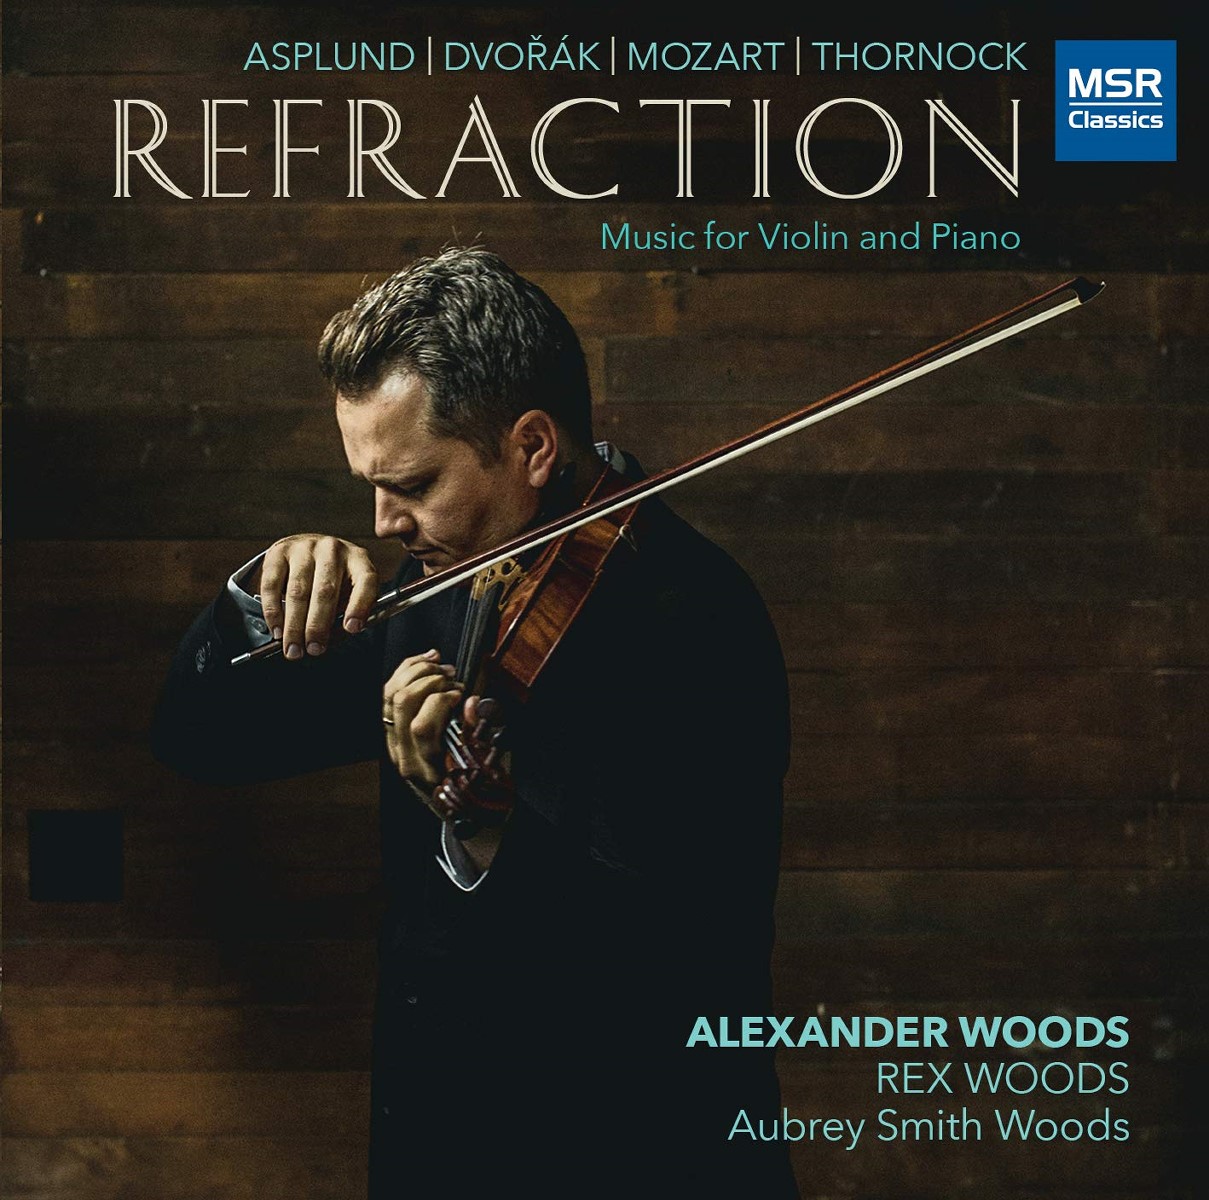 ASPLUND | DVOŘÁK | MOZART | THORNOCK
MSR
Classics
REFRACTION
Music for Violin and Piano
ALEXANDER WOODS
REX WOODS
Aubrey Smith Woods